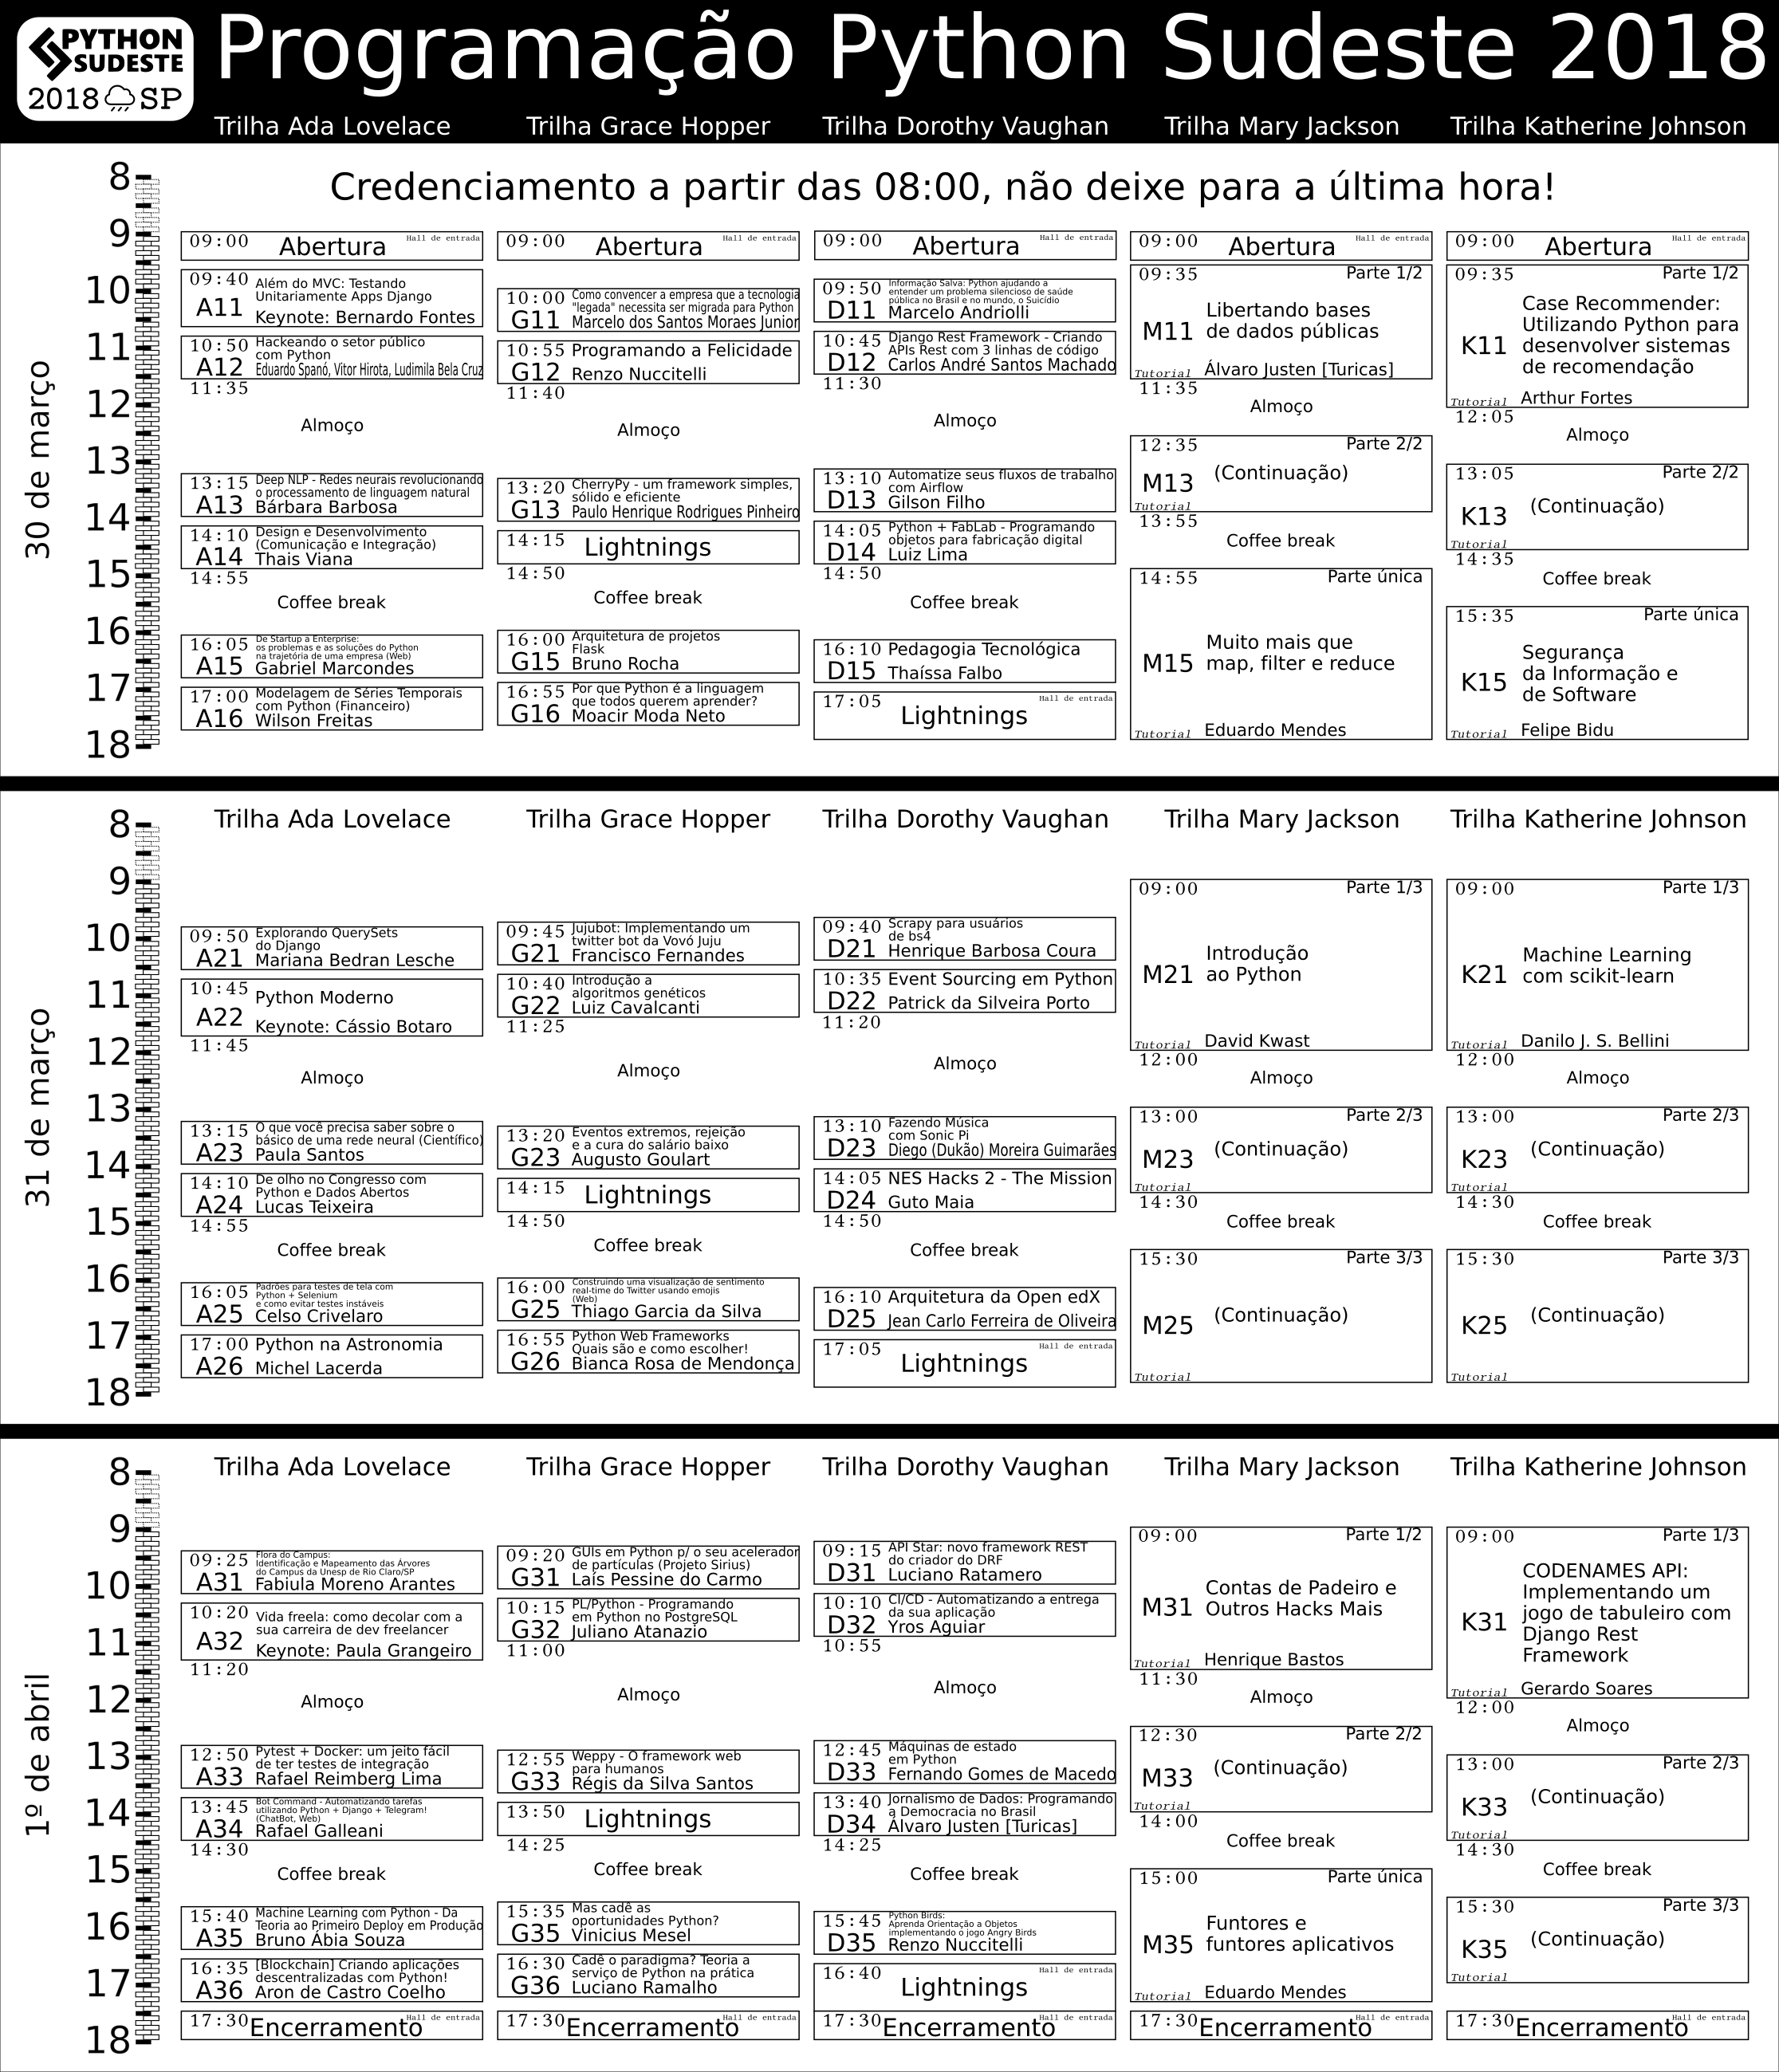 PYTHON
SUDESTE
2018 SP
Programação Python Sudeste 2018
Trilha Ada Lovelace
Trilha Grace Hopper
Trilha Dorothy Vaughan
Trilha Mary Jackson
Trilha Katherine Johnson
30 de março
8
9
10
11
12
13
14
15
16
17
18
Credenciamento a partir das 08:00, não deixe para a última hora!
09:00 Abertura Hall de entrada
09:40 Além do MVC: Testando
Unitariamente Apps Django
A11 Keynote: Bernardo Fontes
10:50 Hackeando o setor público
com Python
A12 Eduardo Spanó, Vitor Hirota, Ludimila Bela Cruz
11:35
Almoço
13:15 Deep NLP - Redes neurais revolucionando
o processamento de linguagem natural
A13 Bárbara Barbosa
14:10 Design e Desenvolvimento
(Comunicação e Integração)
A14 Thais Viana
14:55
Coffee break
16:05 De Startup a Enterprise:
os problemas e as soluções do Python
na trajetória de uma empresa (Web)
A15 Gabriel Marcondes
17:00 Modelagem de Séries Temporais
com Python (Financeiro)
A16 Wilson Freitas
09:00 Abertura Hall de entrada
10:00 Como convencer a empresa que a tecnologia
"legada" necessita ser migrada para Python
G11 Marcelo dos Santos Moraes Junior
10:55 Programando a Felicidade
G12 Renzo Nuccitelli
11:40
Almoço
13:20 CherryPy - um framework simples,
sólido e eficiente
G13 Paulo Henrique Rodrigues Pinheiro
14:15 Lightnings
14:50
Coffee break
16:00 Arquitetura de projetos
Flask
G15 Bruno Rocha
16:55 Por que Python é a linguagem
que todos querem aprender?
G16 Moacir Moda Neto
09:00 Abertura Hall de entrada
09:50 Informação Salva: Python ajudando a
entender um problema silencioso de saúde
pública no Brasil e no mundo, o Suicídio
D11 Marcelo Andriolli
10:45 Django Rest Framework - Criando
APIs Rest com 3 linhas de código
D12 Carlos André Santos Machado
11:30
Almoço
13:10 Automatize seus fluxos de trabalho
com Airflow
D13 Gilson Filho
14:05 Python + FabLab - Programando
objetos para fabricação digital
D14 Luiz Lima
14:50
Coffee break
16:10 Pedagogia Tecnológica
D15 Thaíssa Falbo
17:05 Lightnings Hall de entrada
09:00 Abertura Hall de entrada
09:35 Parte 1/2
Libertando bases
de dados públicas
M11
Tutorial Álvaro Justen [Turicas]
11:35
Almoço
12:35 Parte 2/2
(Continuação)
M13
Tutorial
13:55
Coffee break
14:55 Parte única
Muito mais que
map, filter e reduce
M15
Tutorial Eduardo Mendes
09:00 Abertura Hall de entrada
09:35 Parte 1/2
Case Recommender:
Utilizando Python para
desenvolver sistemas
de recomendação
K11
Tutorial Arthur Fortes
12:05
Almoço
13:05 Parte 2/2
(Continuação)
K13
Tutorial
14:35
Coffee break
15:35 Parte única
Segurança
da Informação e
de Software
K15
Tutorial Felipe Bidu
Trilha Ada Lovelace
Trilha Grace Hopper
Trilha Dorothy Vaughan
Trilha Mary Jackson
Trilha Katherine Johnson
31 de março
8
9
10
11
12
13
14
15
16
17
18
09:50 Explorando QuerySets
do Django
A21 Mariana Bedran Lesche
10:45 Python Moderno
A22 Keynote: Cássio Botaro
11:45
Almoço
13:15 O que você precisa saber sobre o
básico de uma rede neural (Científico)
A23 Paula Santos
14:10 De olho no Congresso com
Python e Dados Abertos
A24 Lucas Teixeira
14:55
Coffee break
16:05 Padrões para testes de tela com
Python + Selenium
e como evitar testes instáveis
A25 Celso Crivelaro
17:00 Python na Astronomia
A26 Michel Lacerda
09:45 Jujubot: Implementando um
twitter bot da Vovó Juju
G21 Francisco Fernandes
10:40 Introdução a
algoritmos genéticos
G22 Luiz Cavalcanti
11:25
Almoço
13:20 Eventos extremos, rejeição
e a cura do salário baixo
G23 Augusto Goulart
14:15 Lightnings
14:50
Coffee break
16:00 Construindo uma visualização de sentimento
real-time do Twitter usando emojis
(Web)
G25 Thiago Garcia da Silva
16:55 Python Web Frameworks
Quais são e como escolher!
G26 Bianca Rosa de Mendonça
09:40 Scrapy para usuários
de bs4
D21 Henrique Barbosa Coura
10:35 Event Sourcing em Python
D22 Patrick da Silveira Porto
11:20
Almoço
13:10 Fazendo Música
com Sonic Pi
D23 Diego (Dukão) Moreira Guimarães
14:05 NES Hacks 2 - The Mission
D24 Guto Maia
14:50
Coffee break
16:10 Arquitetura da Open edX
D25 Jean Carlo Ferreira de Oliveira
17:05 Lightnings Hall de entrada
09:00 Parte 1/3
Introdução
ao Python
M21
Tutorial David Kwast
12:00
Almoço
13:00 Parte 2/3
(Continuação)
M23
Tutorial
14:30
Coffee break
15:30 Parte 3/3
(Continuação)
M25
Tutorial
09:00 Parte 1/3
Machine Learning
com scikit-learn
K21
Tutorial Danilo J. S. Bellini
12:00
Almoço
13:00 Parte 2/3
(Continuação)
K23
Tutorial
14:30
Coffee break
15:30 Parte 3/3
(Continuação)
K25
Tutorial
Trilha Ada Lovelace
Trilha Grace Hopper
Trilha Dorothy Vaughan
Trilha Mary Jackson
Trilha Katherine Johnson
1º de abril
8
9
10
11
12
13
14
15
16
17
18
09:25 Flora do Campus:
Identificação e Mapeamento das Árvores
do Campus da Unesp de Rio Claro/SP
A31 Fabiula Moreno Arantes
10:20 Vida freela: como decolar com a
sua carreira de dev freelancer
A32 Keynote: Paula Grangeiro
11:20
Almoço
12:50 Pytest + Docker: um jeito fácil
de ter testes de integração
A33 Rafael Reimberg Lima
13:45 Bot Command - Automatizando tarefas
utilizando Python + Django + Telegram!
(ChatBot, Web)
A34 Rafael Galleani
14:30
Coffee break
15:40 Machine Learning com Python - Da
Teoria ao Primeiro Deploy em Produção
A35 Bruno Ábia Souza
16:35 [Blockchain] Criando aplicações
descentralizadas com Python!
A36 Aron de Castro Coelho
17:30 Encerramento Hall de entrada
09:20 GUIs em Python p/ o seu acelerador
de partículas (Projeto Sirius)
G31 Laís Pessine do Carmo
10:15 PL/Python - Programando
em Python no PostgreSQL
G32 Juliano Atanazio
11:00
Almoço
12:55 Weppy - O framework web
para humanos
G33 Régis da Silva Santos
13:50 Lightnings
14:25
Coffee break
15:35 Mas cadê as
oportunidades Python?
G35 Vinicius Mesel
16:30 Cadê o paradigma? Teoria a
serviço de Python na prática
G36 Luciano Ramalho
17:30 Encerramento Hall de entrada
09:15 API Star: novo framework REST
do criador do DRF
D31 Luciano Ratamero
10:10 CI/CD - Automatizando a entrega
da sua aplicação
D32 Yros Aguiar
10:55
Almoço
12:45 Máquinas de estado
em Python
D33 Fernando Gomes de Macedo
13:40 Jornalismo de Dados: Programando
a Democracia no Brasil
D34 Álvaro Justen [Turicas]
14:25
Coffee break
15:45 Python Birds:
Aprenda Orientação a Objetos
implementando o jogo Angry Birds
D35 Renzo Nuccitelli
16:40 Lightnings Hall de entrada
17:30 Encerramento Hall de entrada
09:00 Parte 1/2
Contas de Padeiro e
Outros Hacks Mais
M31
Tutorial Henrique Bastos
11:30
Almoço
12:30 Parte 2/2
(Continuação)
M33
Tutorial
14:00
Coffee break
15:00 Parte única
Funtores e
funtores aplicativos
M35
Tutorial Eduardo Mendes
17:30 Encerramento Hall de entrada
09:00 Parte 1/3
CODENAMES API:
Implementando um
jogo de tabuleiro com
Django Rest
Framework
K31
Tutorial Gerardo Soares
12:00
Almoço
13:00 Parte 2/3
(Continuação)
K33
Tutorial
14:30
Coffee break
15:30 Parte 3/3
(Continuação)
K35
Tutorial
17:30 Encerramento Hall de entrada